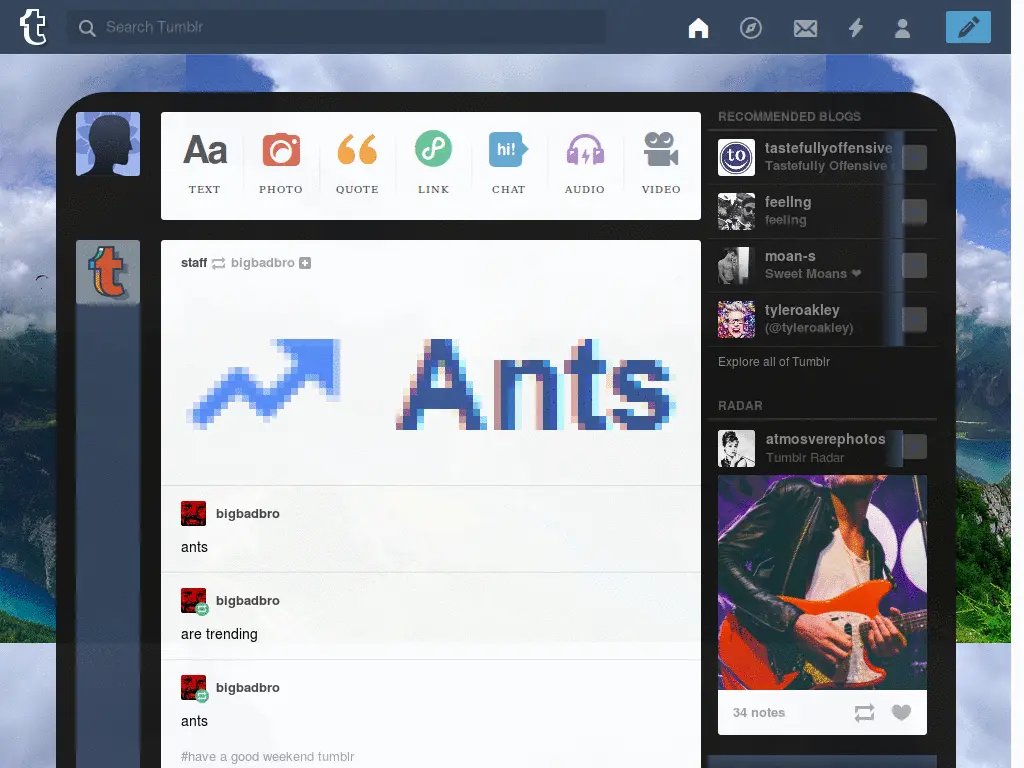 t
Search Tumblr
Aa
TEXT
PHOTO
QUOTE
LINK
hi!
CHAT
AUDIO
VIDEO
t
staff bigbadbro
Ants
bigbadbro
ants
bigbadbro
are trending
bigbadbro
ants
#have a good weekend tumblr
RECOMMENDED BLOGS
to
tastefullyoffensive
Tastefully Offensive
feellng
feeling
moan-s
Sweet Moans ❤
tyleroakley
(@tyleroakley)
Explore all of Tumblr
RADAR
atmosverephotos
Tumblr Radar
34 notes